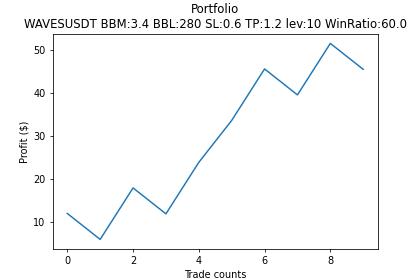 Portfolio
WAVESUSDT BBM:3.4 BBL:280 SL:0.6 TP:1.2 lev:10 WinRatio:60.0
50
40
30
20
10
Profit ($)
0 2 4 6 8
Trade counts